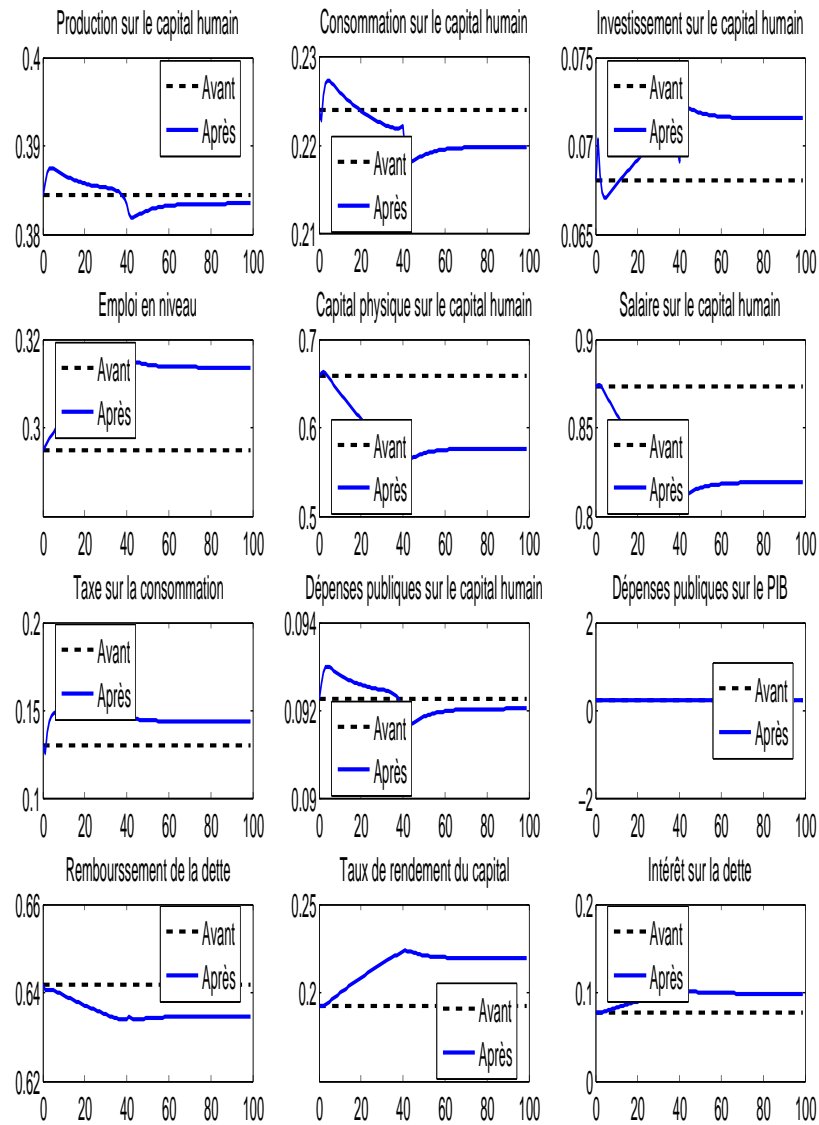 Production sur le capital humain
0.4
0.39
0.38
0 20 40 60 80 100
Avant
Après
Consommation sur le capital humain
0.23
0.22
0.21
0 20 40 60 80 100
Avant
Après
Investissement sur le capital humain
0.075
0.07
0.065
0 20 40 60 80 100
Avant
Après
Emploi en niveau
0.32
0.3
0 20 40 60 80 100
Avant
Après
Capital physique sur le capital humain
0.7
0.6
0.5
0 20 40 60 80 100
Avant
Après
Salaire sur le capital humain
0.9
0.85
0.8
0 20 40 60 80 100
Avant
Après
Taxe sur la consommation
0.2
0.15
0.1
0 20 40 60 80 100
Avant
Après
Dépenses publiques sur le capital humain
0.094
0.092
0.09
0 20 40 60 80 100
Avant
Après
Dépenses publiques sur le PIB
2
0
−2
0 20 40 60 80 100
Avant
Après
Rembourssement de la dette
0.66
0.64
0.62
0 20 40 60 80 100
Avant
Après
Taux de rendement du capital
0.25
0.2
0 20 40 60 80 100
Avant
Après
Intérêt sur la dette
0.2
0.1
0
0 20 40 60 80 100
Avant
Après